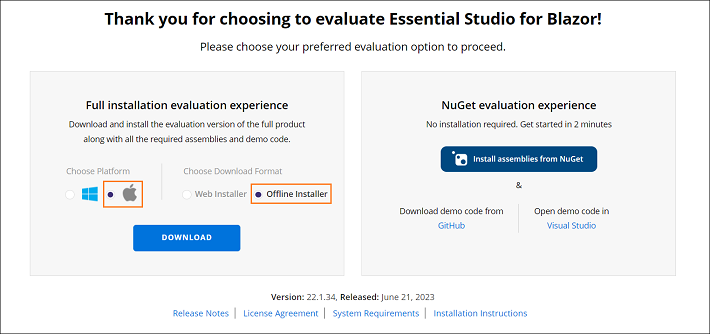 Thank you for choosing to evaluate Essential Studio for Blazor!
Please choose your preferred evaluation option to proceed.
Full installation evaluation experience
Download and install the evaluation version of the full product
along with all the required assemblies and demo code.
Choose Platform
Choose Download Format
Web Installer
Offline Installer
DOWNLOAD
NuGet evaluation experience
No installation required. Get started in 2 minutes
Install assemblies from NuGet
&
Download demo code from
GitHub
Open demo code in
Visual Studio
Version: 22.1.34, Released: June 21, 2023
Release Notes | License Agreement | System Requirements | Installation Instructions